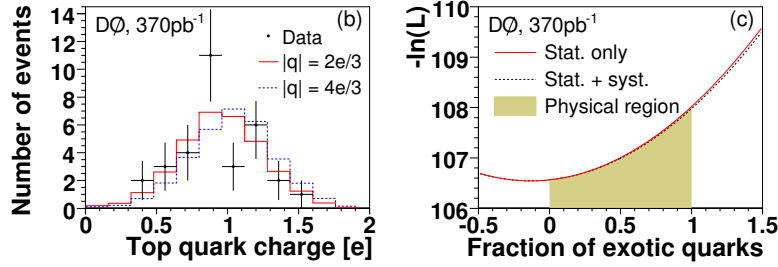 DØ, 370pb-1
(b)
Data
|q| = 2e/3
|q| = 4e/3
Number of events
14
12
10
8
6
4
2
0
0 0.5 1 1.5 2
Top quark charge [e]
DØ, 370pb-1
(c)
Stat. only
Stat. + syst.
Physical region
-ln(L)
110
109
108
107
106
-0.5 0 0.5 1 1.5
Fraction of exotic quarks